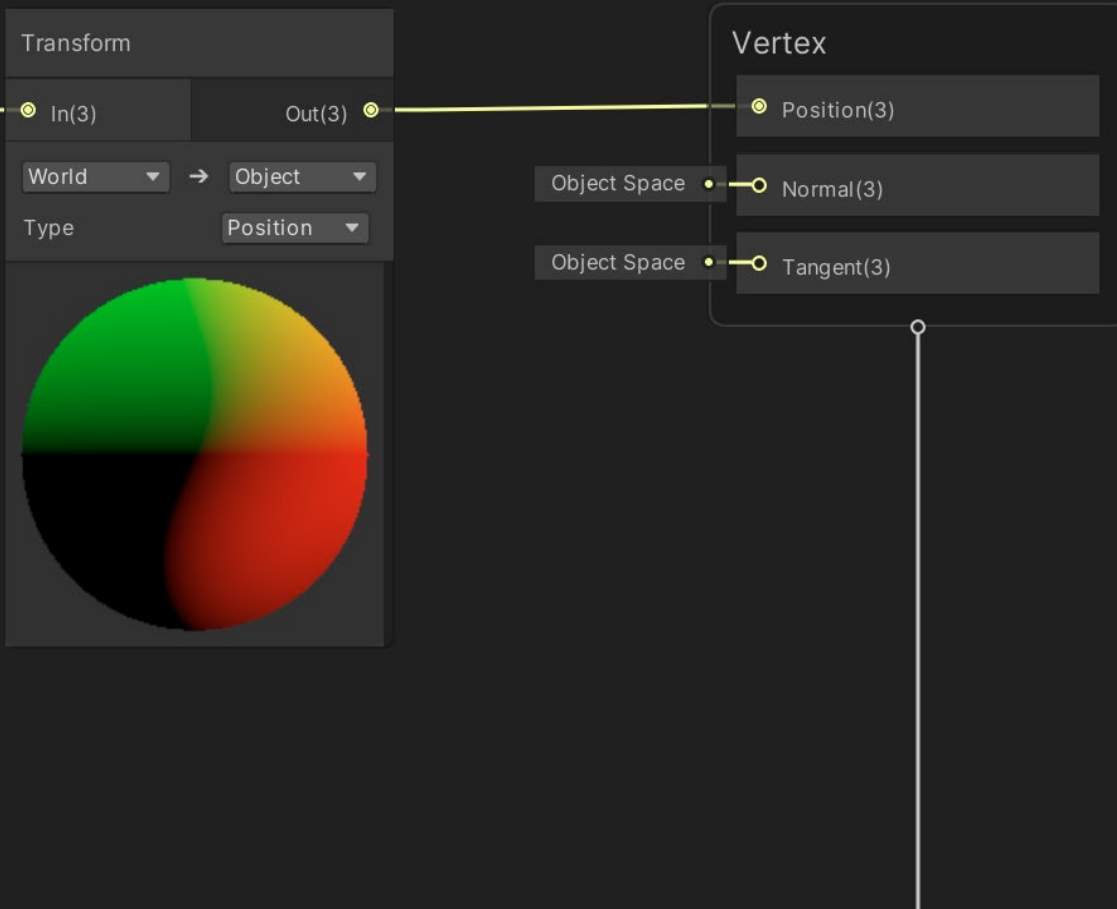 Transform
Vertex
In(3)
Out(3)
Position(3)
World
Object
Object Space
Normal(3)
Type
Position
Object Space
Tangent(3)